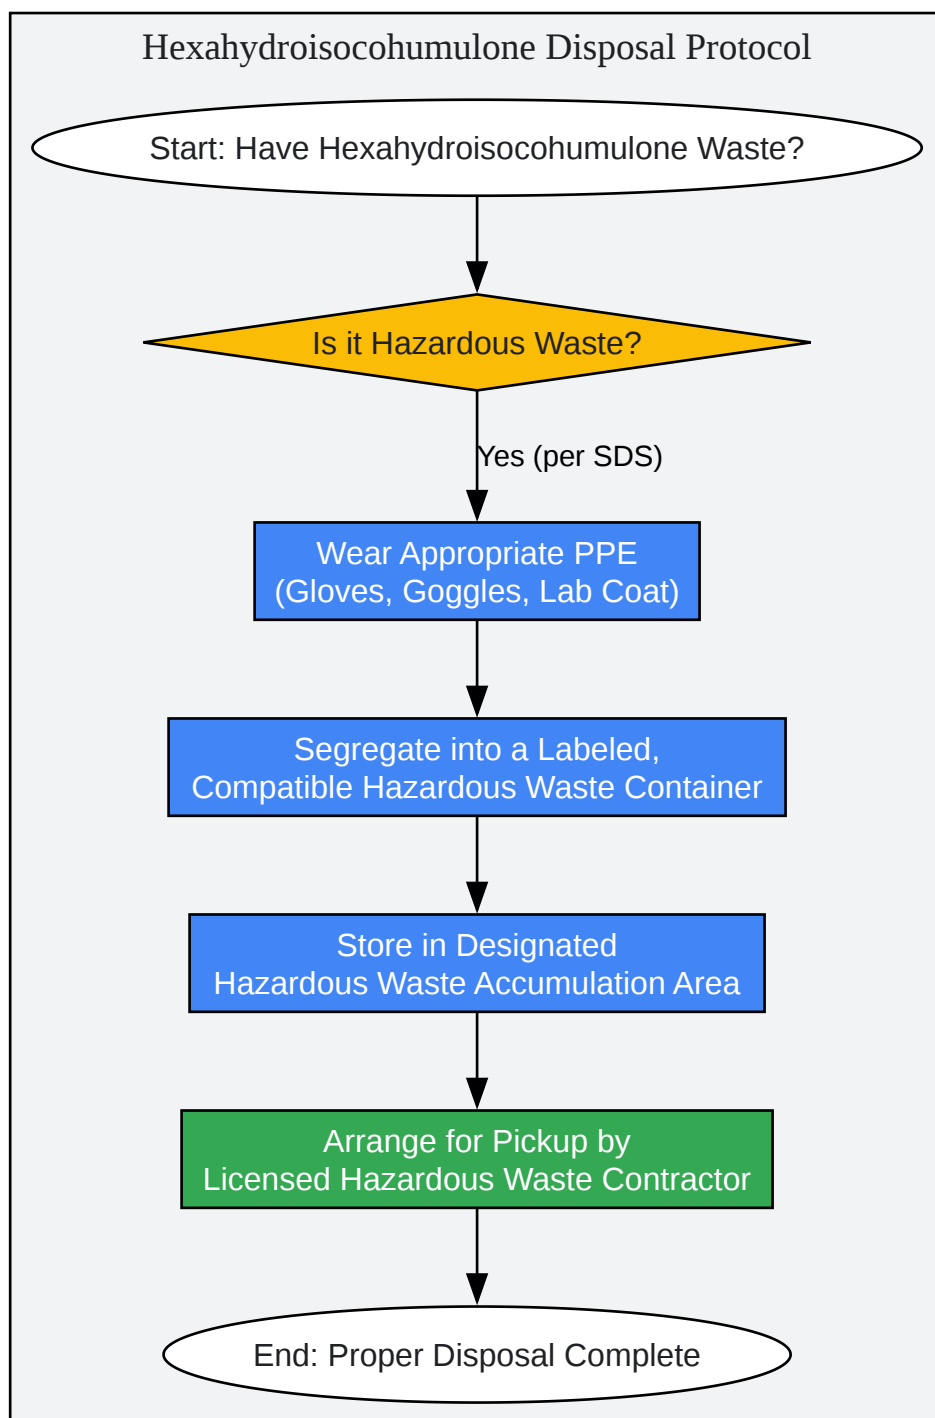 Hexahydroisocohumulone Disposal Protocol
Start: Have Hexahydroisocohumulone Waste?
Is it Hazardous Waste?
Yes (per SDS)
Wear Appropriate PPE
(Gloves, Goggles, Lab Coat)
Segregate into a Labeled,
Compatible Hazardous Waste Container
Store in Designated
Hazardous Waste Accumulation Area
Arrange for Pickup by
Licensed Hazardous Waste Contractor
End: Proper Disposal Complete